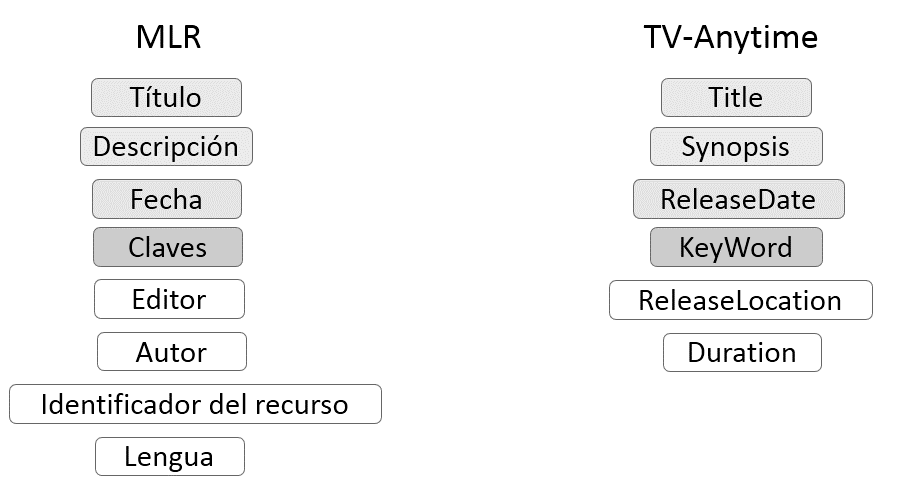 MLR
Título
Descripción
Fecha
Claves
Editor
Autor
Identificador del recurso
Lengua
TV-Anytime
Title
Synopsis
ReleaseDate
KeyWord
ReleaseLocation
Duration